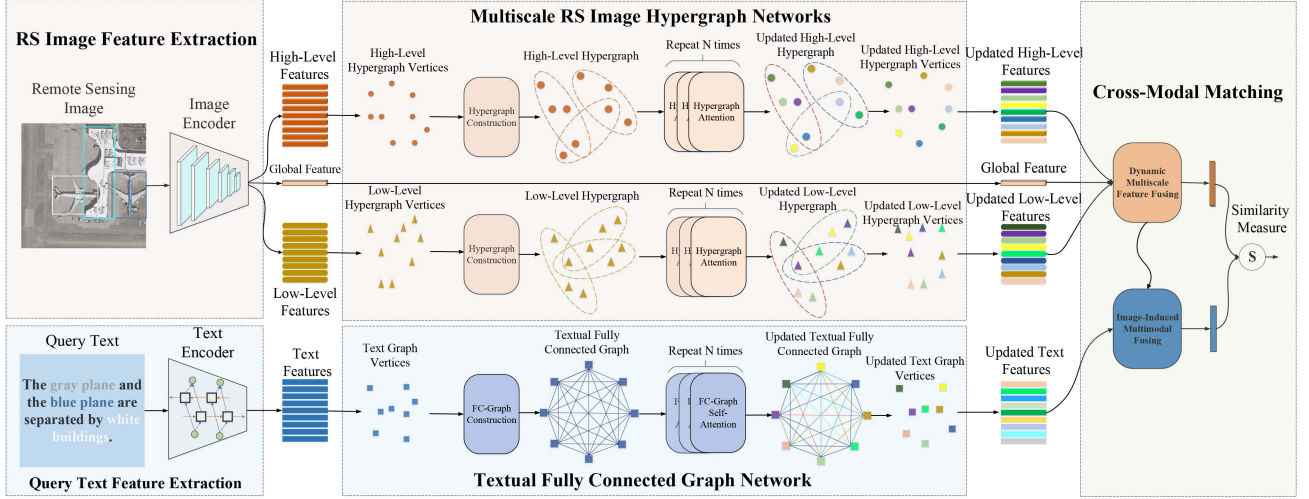 RS Image Feature Extraction
Remote Sensing
Image
Image
Encoder
High-Level
Features
Global Feature
Low-Level
Features
Multiscale RS Image Hypergraph Networks
High-Level
Hypergraph Vertices
Hypergraph
Construction
High-Level Hypergraph
Repeat N times
H
A
H
A
Hypergraph
Attention
Updated High-Level
Hypergraph
Updated High-Level
Hypergraph Vertices
Updated High-Level
Features
Low-Level
Hypergraph Vertices
Hypergraph
Construction
Low-Level Hypergraph
Repeat N times
H
A
H
A
Hypergraph
Attention
Updated Low-Level
Hypergraph
Updated Low-Level
Hypergraph Vertices
Global Feature
Updated Low-Level
Features
Cross-Modal Matching
Dynamic
Multiscale
Feature Fusing
Similarity
Measure
S
Image-Induced
Multimodal
Fusing
Query Text
The gray plane and
the blue plane are
separated by white
buildings.
Text
Encoder
Query Text Feature Extraction
Text
Features
Text Graph
Vertices
FC-Graph
Construction
Textual Fully
Connected Graph
Repeat N times
FC-Graph
Self-
Attention
Updated Textual Fully
Connected Graph
Updated Text Graph
Vertices
Updated Text
Features
Textual Fully Connected Graph Network